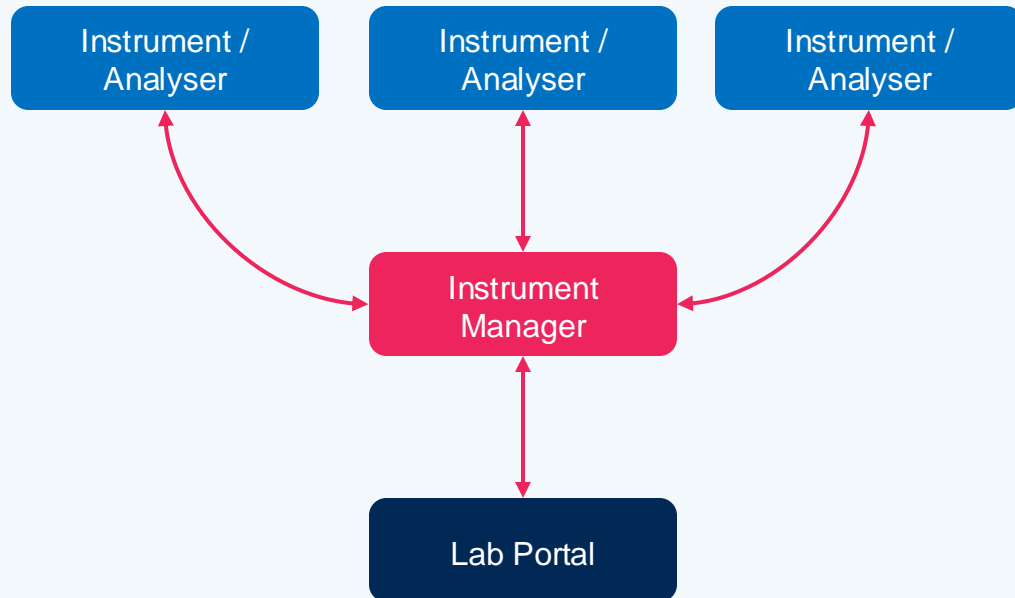 Instrument /
Analyser
Instrument /
Analyser
Instrument /
Analyser
Instrument
Manager
Lab Portal